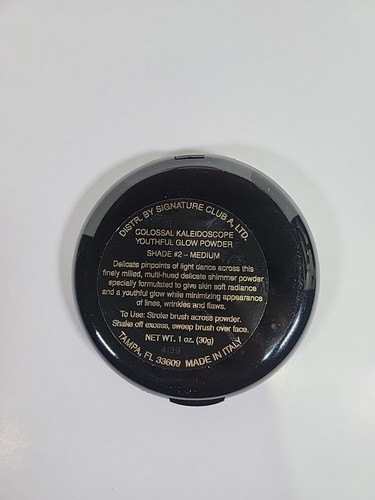 DISTR. BY SIGNATURE CLUB A, LTD.
COLOSSAL KALEIDOSCOPE
YOUTHFUL GLOW POWDER
SHADE #2 – MEDIUM
Delicate pinpoints of light dance across this
finely milled, multi-hued delicate shimmer powder
specially formulated to give skin soft radiance
and a youthful glow while minimizing appearance
of lines, wrinkles and flaws.
To Use: Stroke brush across powder.
Shake off excess, sweep brush over face.
NET WT. 1 oz. (30g)
TAMPA, FL 33609 MADE IN ITALY